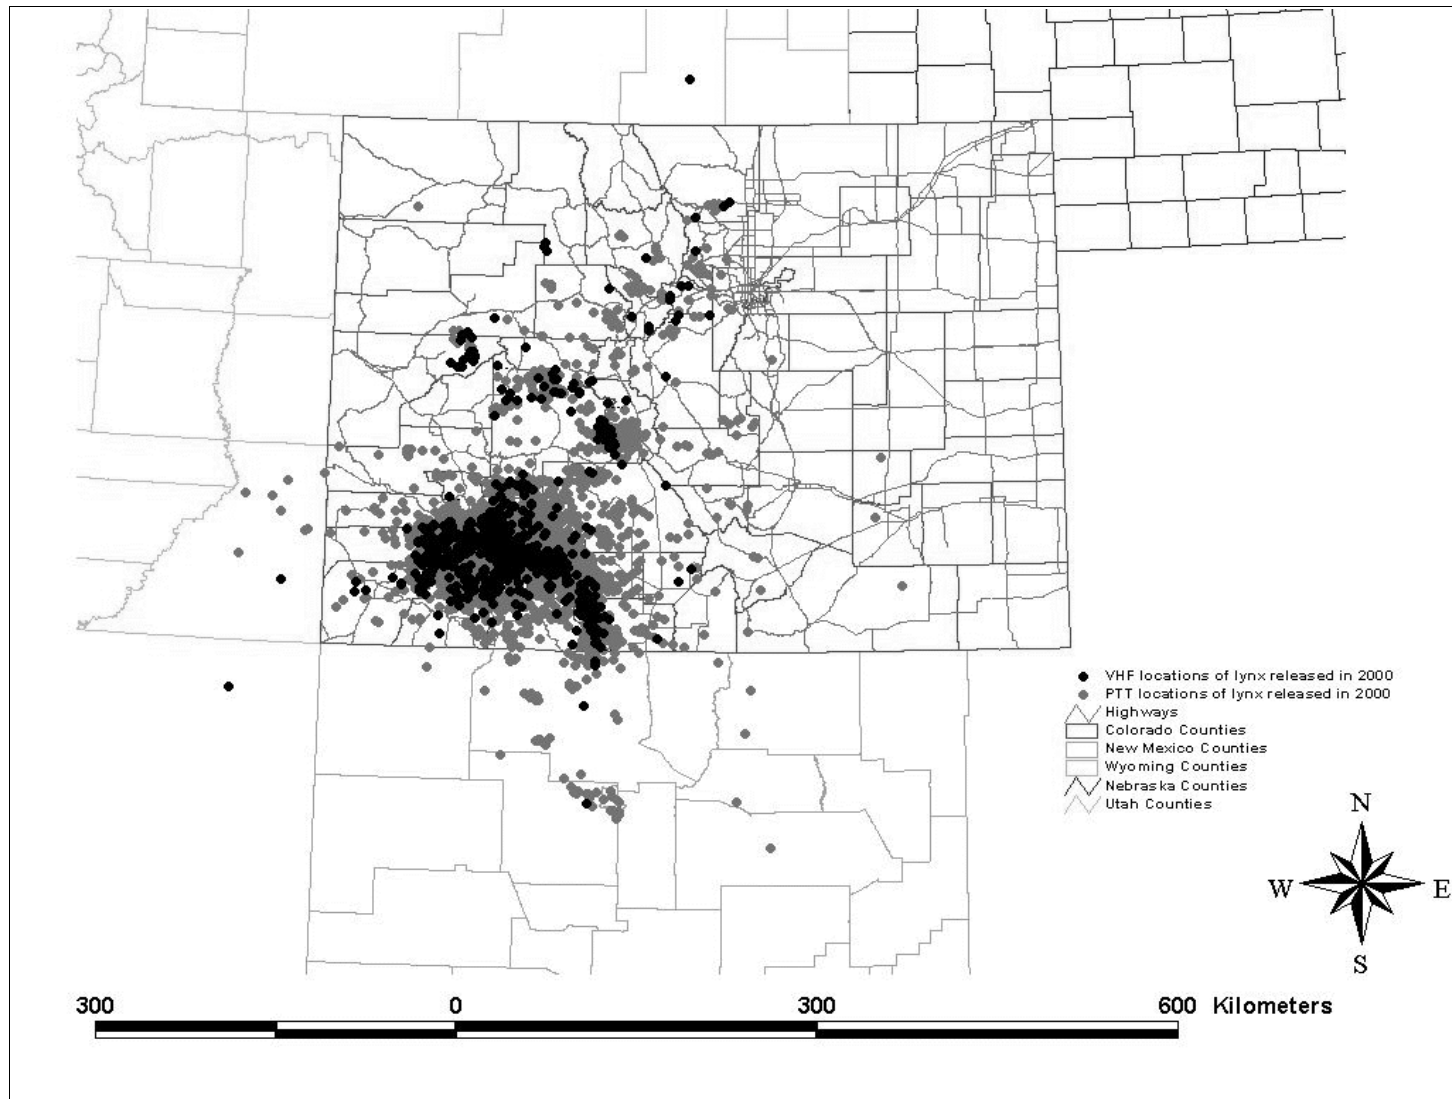 VHF locations of lynx released in 2000
PTT locations of lynx released in 2000
Highways
Colorado Counties
New Mexico Counties
Wyoming Counties
Nebraska Counties
Utah Counties
N
W E
S
300 0 300 600 Kilometers